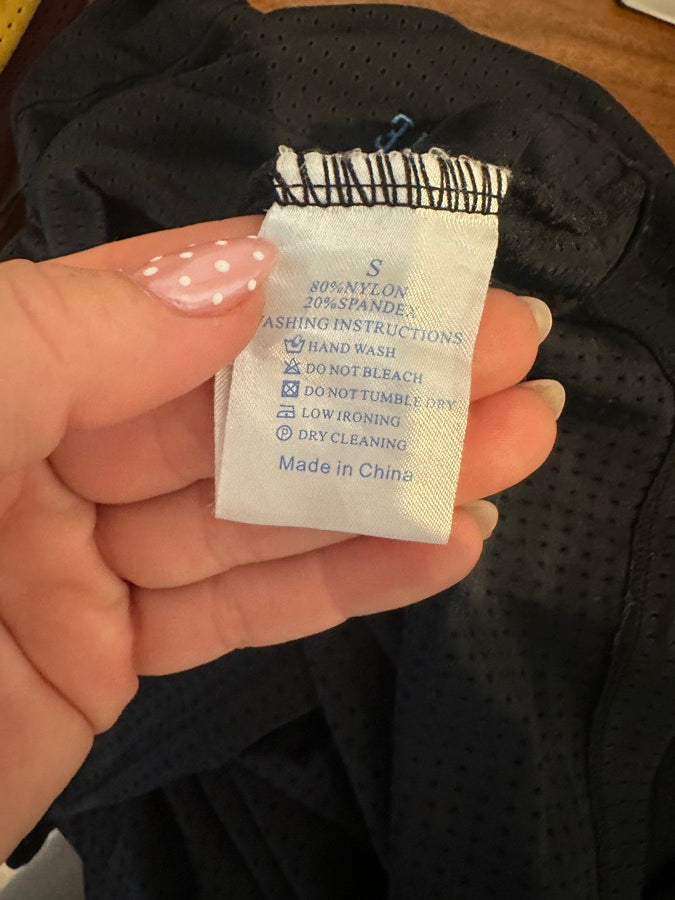 S
80%NYLON
20%SPANDEX
WASHING INSTRUCTIONS
HAND WASH
DO NOT BLEACH
DO NOT TUMBLE DRY
LOW IRONING
P DRY CLEANING
Made in China